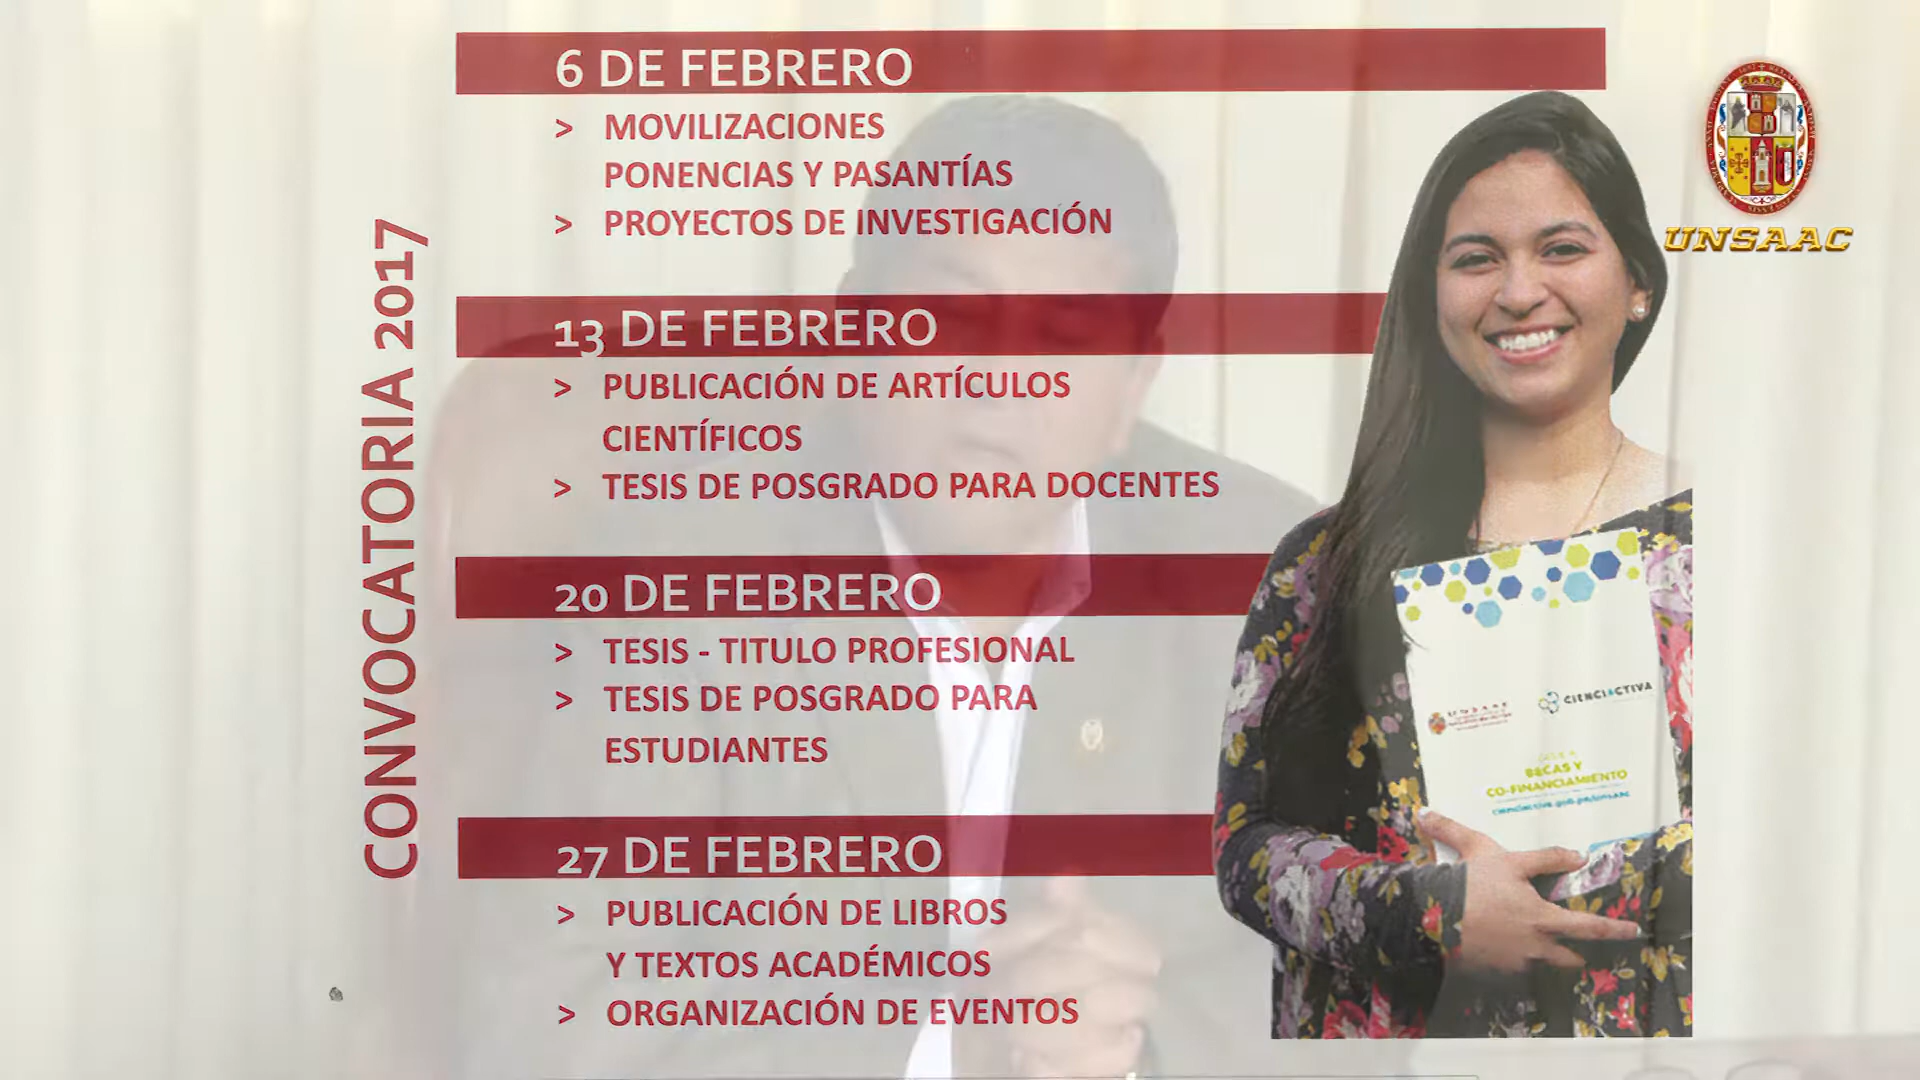 CONVOCATORIA 2017
6 DE FEBRERO
> MOVILIZACIONES
PONENCIAS Y PASANTÍAS
> PROYECTOS DE INVESTIGACIÓN
13 DE FEBRERO
> PUBLICACIÓN DE ARTÍCULOS
CIENTÍFICOS
> TESIS DE POSGRADO PARA DOCENTES
20 DE FEBRERO
> TESIS - TITULO PROFESIONAL
> TESIS DE POSGRADO PARA
ESTUDIANTES
27 DE FEBRERO
> PUBLICACIÓN DE LIBROS
Y TEXTOS ACADÉMICOS
> ORGANIZACIÓN DE EVENTOS
UNSAAC
UNSAAC
CIENCIACTIVA
BECAS Y
CO-FINANCIAMIENTO